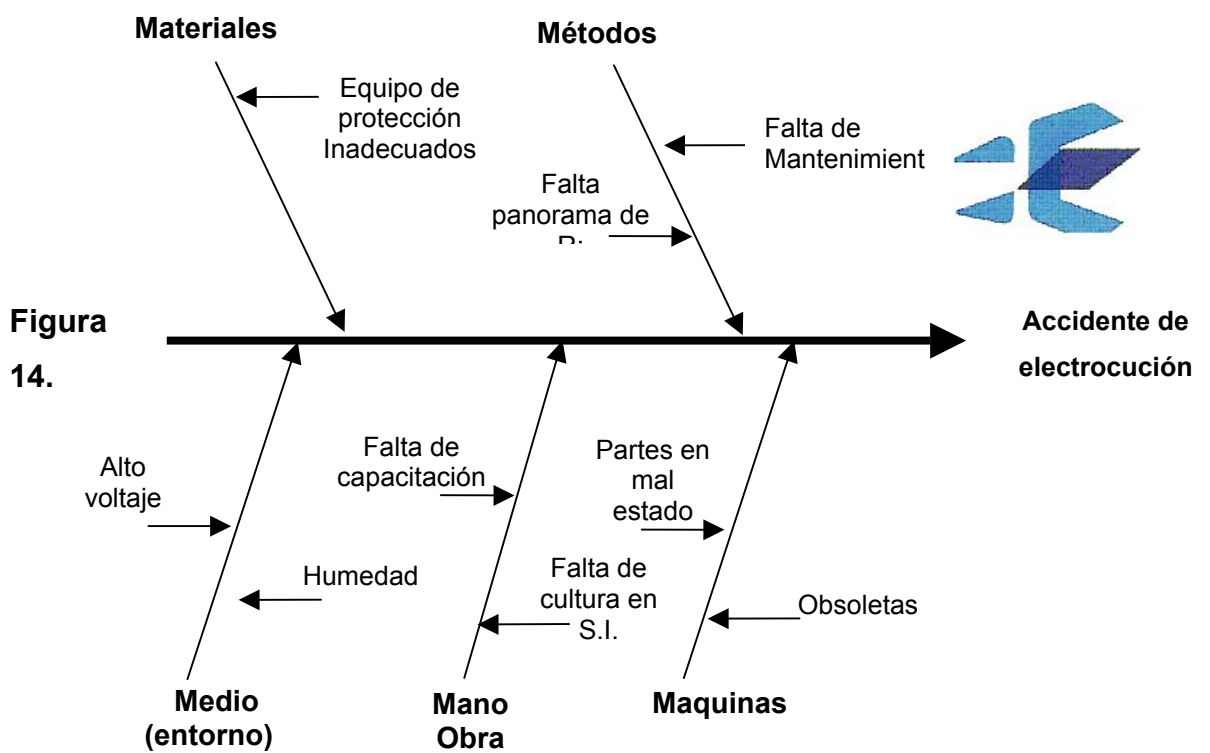 Materiales
Métodos
Equipo de
protección
Inadecuados
Falta de
Mantenimient
Falta
panorama de
Figura
14.
Accidente de
electrocución
Alto
voltaje
Humedad
Falta de
capacitación
Falta de
cultura en
S.I.
Partes en
mal
estado
Obsoletas
Medio
(entorno)
Mano
Obra
Maquinas